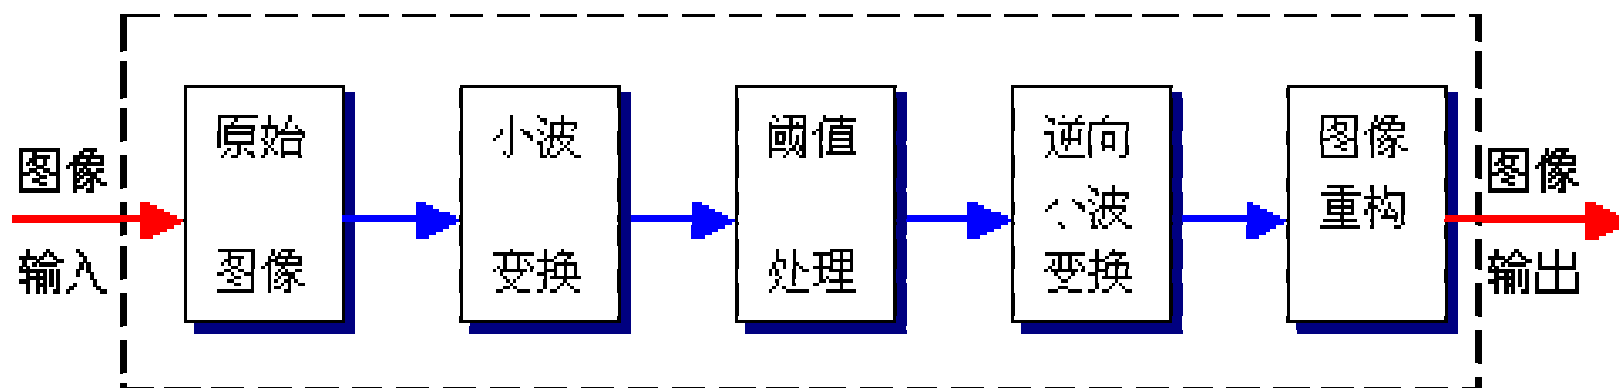 图像
输入
原始
图像
小波
变换
阈值
处理
逆向
小波
变换
图像
重构
图像
输出